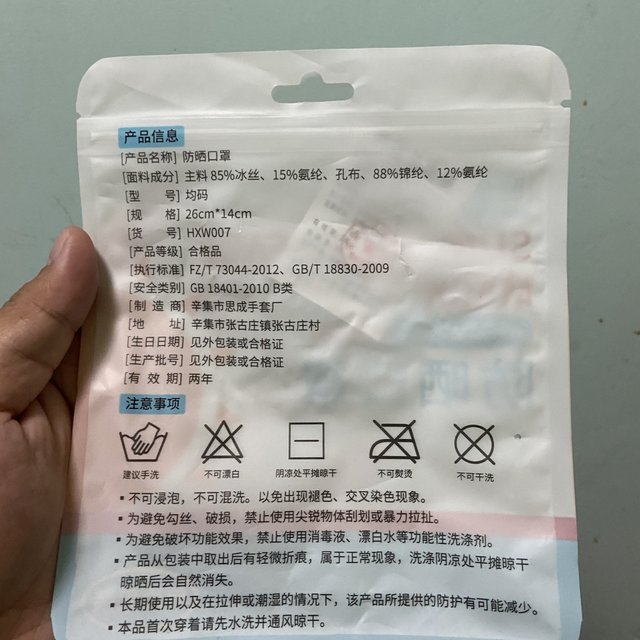 产品信息
[产品名称] 防晒口罩
[面料成分] 主料 85%冰丝、15%氨纶、孔布、88%锦纶、12%氨纶
[型 号] 均码
[规 格] 26cm*14cm
[货 号] HXW007
[产品等级] 合格品
[执行标准] FZ/T 73044-2012、GB/T 18830-2009
[安全类别] GB 18401-2010 B类
[制 造 商] 辛集市思成手套厂
[地 址] 辛集市张古庄镇张古庄村
[生日日期] 见外包装或合格证
[生产批号] 见外包装或合格证
[有 效 期] 两年
注意事项
建议手洗 不可漂白 阴凉处平摊晾干 不可熨烫 不可干洗
▪ 不可浸泡，不可混洗。以免出现褪色、交叉染色现象。
▪ 为避免勾丝、破损，禁止使用尖锐物体刮划或暴力拉扯。
▪ 为避免破坏功能效果，禁止使用消毒液、漂白水等功能性洗涤剂。
▪ 产品从包装中取出后有轻微折痕，属于正常现象，洗涤阴凉处平摊晾干
晾晒后会自然消失。
▪ 长期使用以及在拉伸或潮湿的情况下，该产品所提供的防护有可能减少。
▪ 本品首次穿着请先水洗并通风晾干。